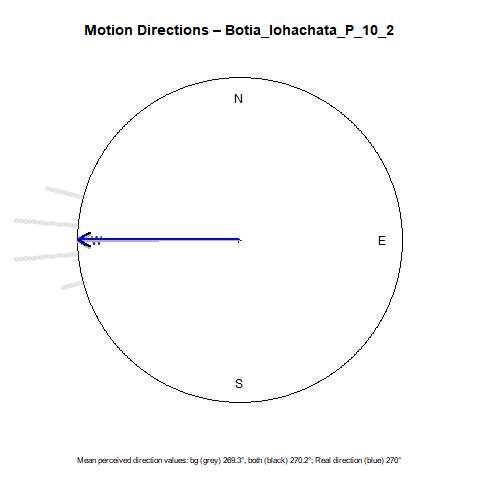 Motion Directions – Botia_lohachata_P_10_2
N
W
E
S
Mean perceived direction values: bg (grey) 269.3°, both (black) 270.2°; Real direction (blue) 270°